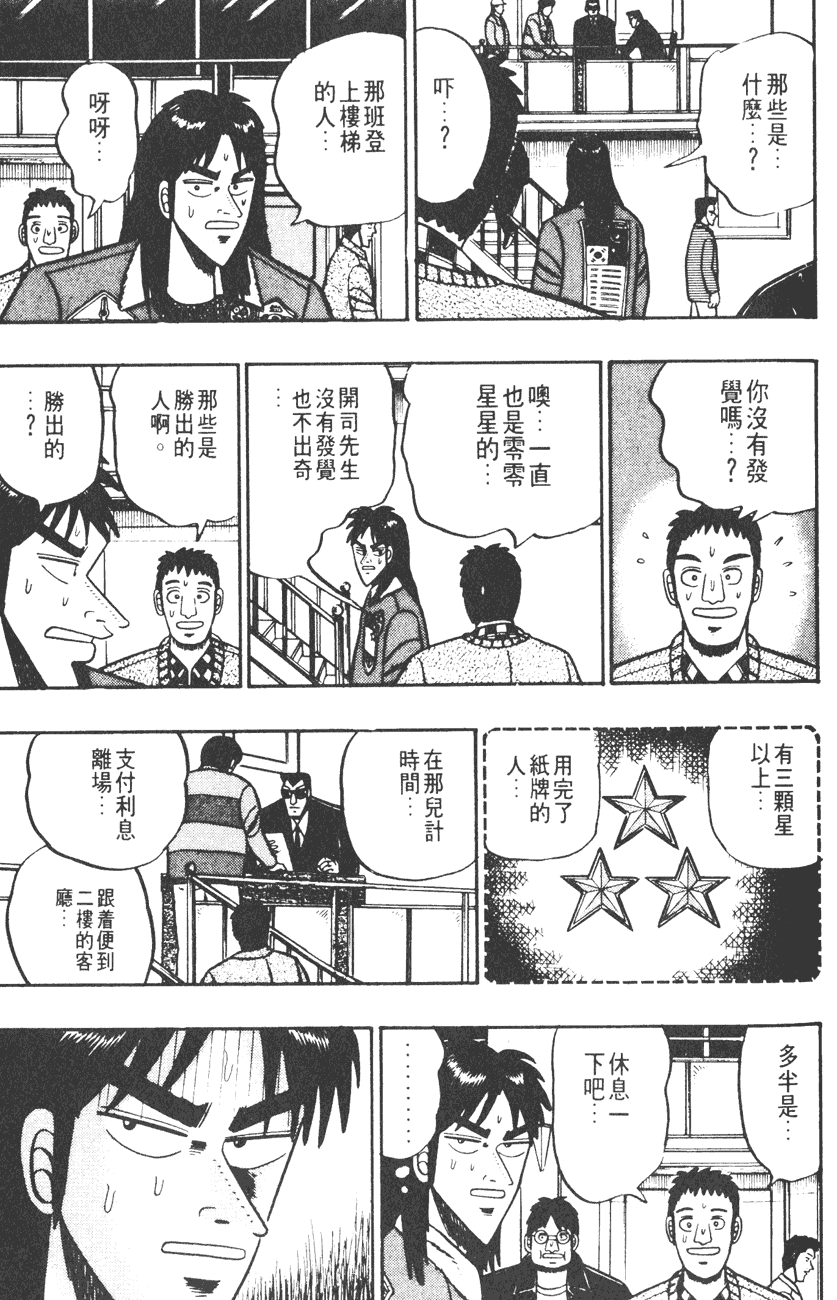 那些是…
什麼…?
吓…?
那班登
上樓梯
的人…
呀呀…
你沒有發
覺嗎…?
噢…一直
也是零零
星星的…
開司先生
沒有發覺
也不出奇
…
那些是
勝出的
人啊。
勝出的
…?
有三顆星
以上…
用完了
紙牌的
人…
在那兒計
時間…
支付利息
離場…
跟着便到
二樓的客
廳…
多半是…
休息一
下吧…
………